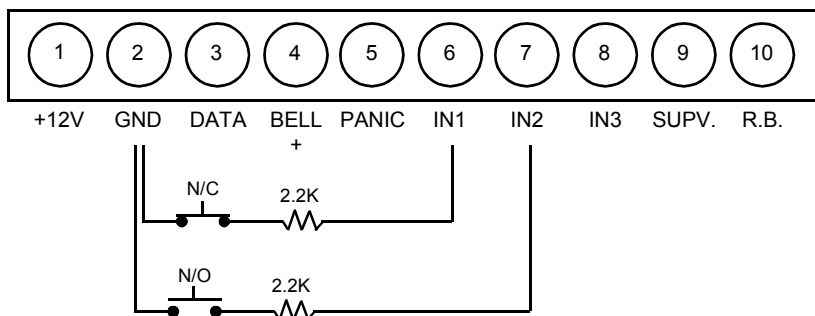 1 2 3 4 5 6 7 8 9 10
+12V GND DATA BELL PANIC IN1 IN2 IN3 SUPV. R.B.
+
N/C
2.2K
N/O
2.2K